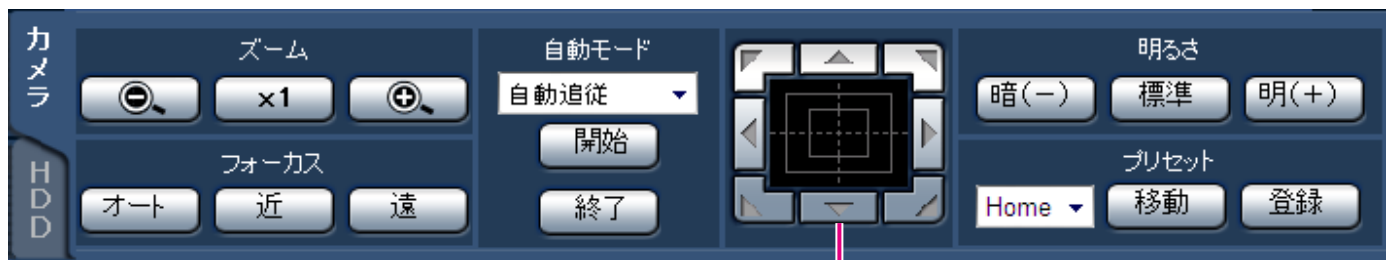 カメラ
HDD
ズーム
×1
フォーカス
オート 近 遠
自動モード
自動追従
開始
終了
明るさ
暗(－) 標準 明(＋)
プリセット
Home 移動 登録